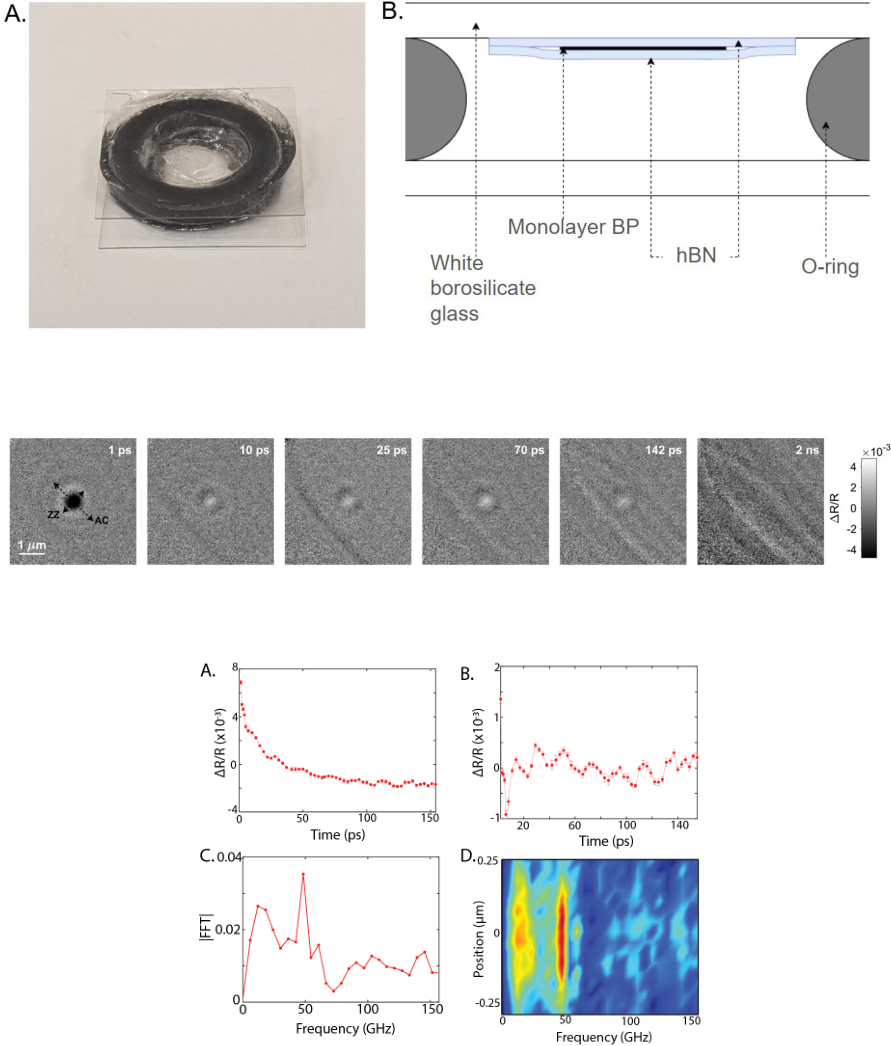 A.
B.
Monolayer BP
White
borosilicate
glass
hBN
O-ring
1 ps
10 ps
25 ps
70 ps
142 ps
2 ns
ZZ
AC
1 μm
×10⁻³
4
2
0
-2
-4
ΔR/R
A.
8
4
0
-4
ΔR/R (x10⁻³)
0
50
100
150
Time (ps)
B.
2
1
0
-1
ΔR/R (x10⁻³)
20
60
100
140
Time (ps)
C.
0.04
0.02
0
|FFT|
0
50
100
150
Frequency (GHz)
D.
0.25
0
-0.25
Position (μm)
0
50
100
150
Frequency (GHz)